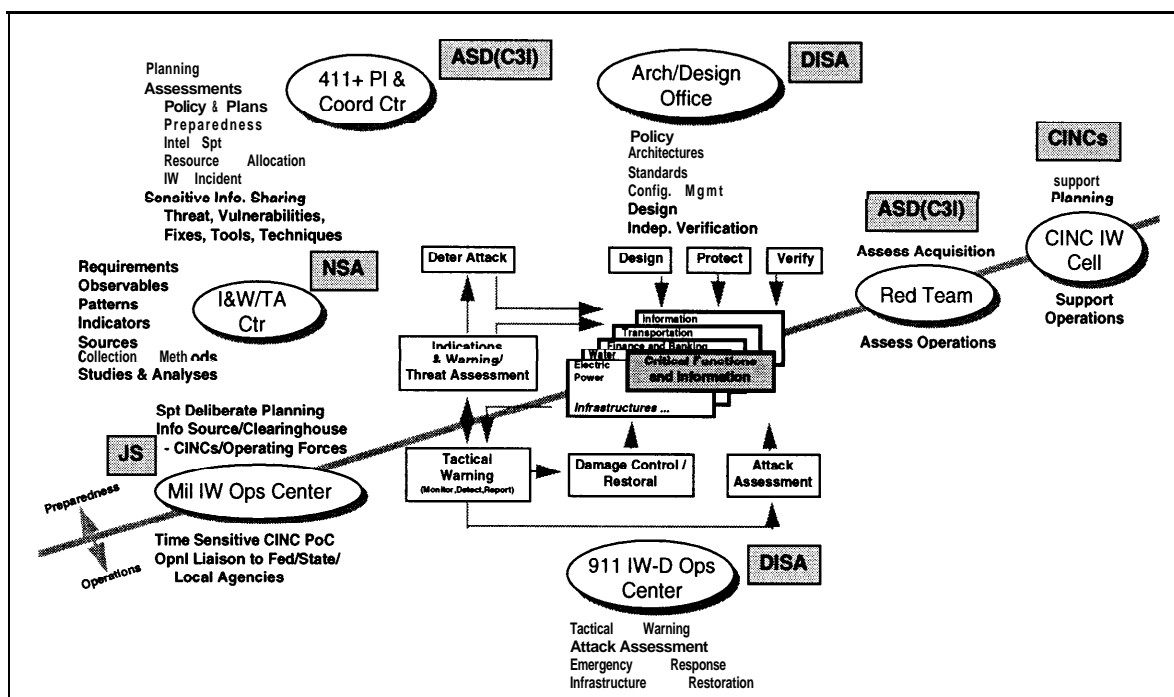 411+ PI &
Coord Ctr
ASD(C3I)
Planning
Assessments
Policy & Plans
Preparedness
Intel Spt
Resource Allocation
IW Incident
Sensitive Info. Sharing
Threat, Vulnerabilities,
Fixes, Tools, Techniques
Arch/Design
Office
DISA
Policy
Architectures
Standards
Config. Mgmt
Design
Indep. Verification
CINCs
support
Planning
CINC IW
Cell
Support
Operations
ASD(C3I)
Assess Acquisition
Red Team
Assess Operations
Requirements
Observables
Patterns
Indicators
Sources
Collection Meth ods
Studies & Analyses
NSA
I&W/TA
Ctr
Deter Attack
Design
Protect
Verify
Indications
& Warning/
Threat Assessment
Information
Transportation
Finance and Banking
Water
Electric
Power
Critical Functions
and Information
Infrastructures ...
Spt Deliberate Planning
Info Source/Clearinghouse
- CINCs/Operating Forces
JS
Mil IW Ops Center
Time Sensitive CINC PoC
Opnl Liaison to Fed/State/
Local Agencies
Preparedness
Operations
Tactical
Warning
(Monitor,Detect,Report)
Damage Control /
Restoral
Attack
Assessment
911 IW-D Ops
Center
DISA
Tactical Warning
Attack Assessment
Emergency Response
Infrastructure Restoration